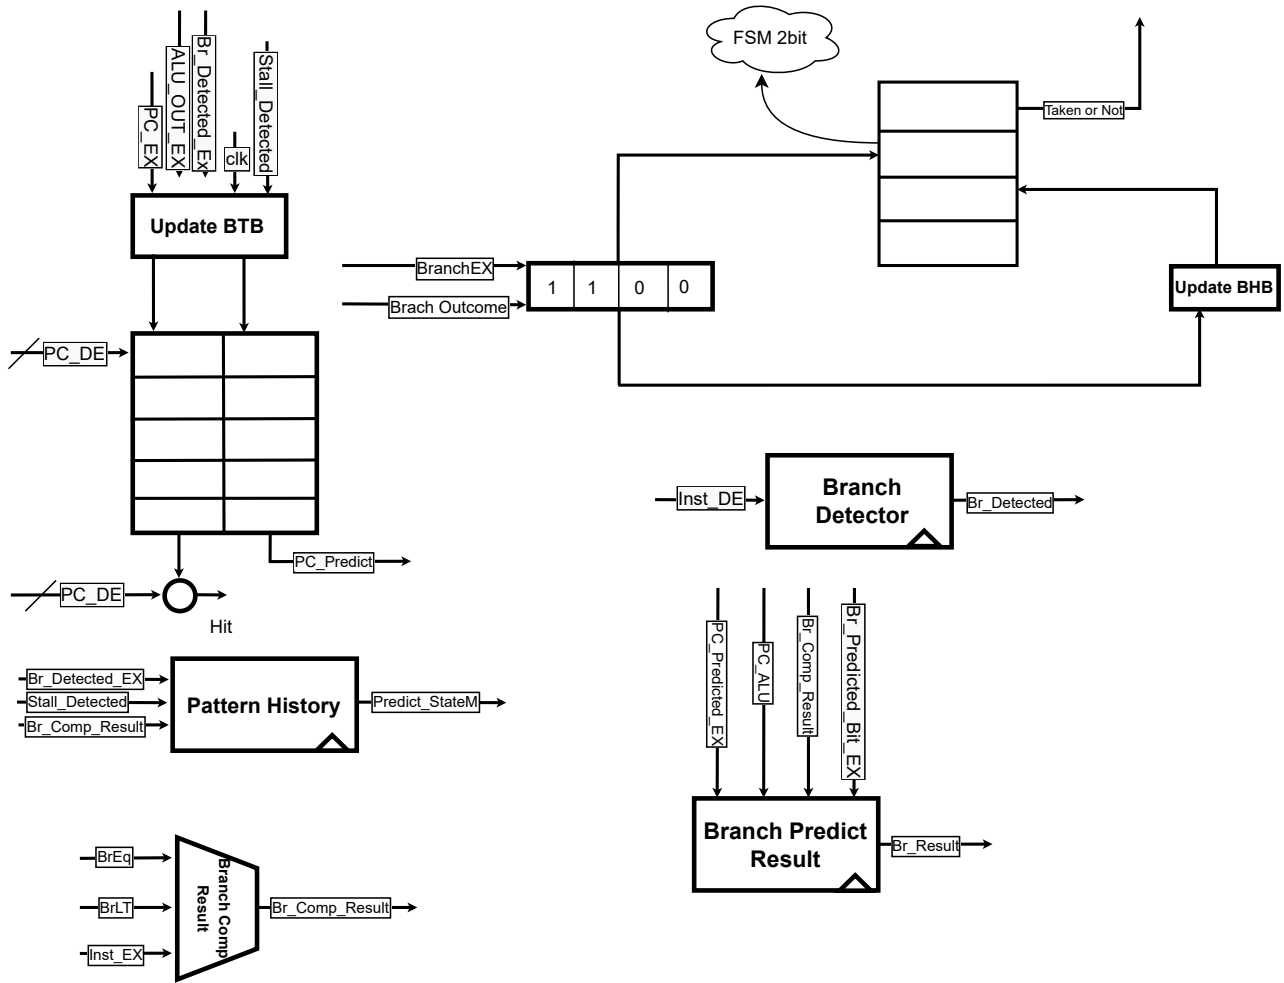 FSM 2bit
ALU_OUT_EX
Br_Detected_Ex
Stall_Detected
PC_EX
clk
Taken or Not
Update BTB
BranchEX
Brach Outcome
1 1 0 0
Update BHB
PC_DE
Inst_DE
Branch
Detector
Br_Detected
PC_Predict
PC_DE
Hit
Br_Detected_EX
Stall_Detected
Br_Comp_Result
Pattern History
Predict_StateM
PC_Predicted_EX
PC_ALU
Br_Comp_Result
Br_Predicted_Bit_EX
Branch Predict
Result
Br_Result
BrEq
BrLT
Inst_EX
Branch Comp
Result
Br_Comp_Result